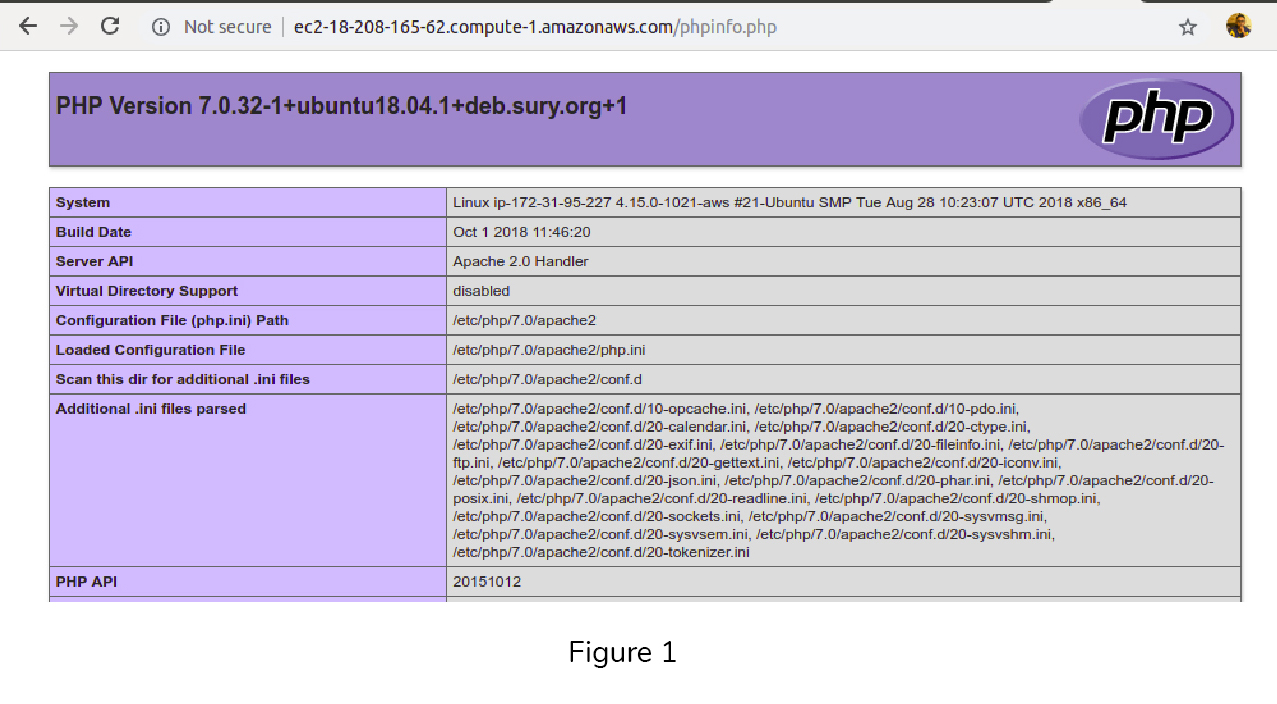 Not secure | ec2-18-208-165-62.compute-1.amazonaws.com/phpinfo.php
PHP Version 7.0.32-1+ubuntu18.04.1+deb.sury.org+1
php
System Linux ip-172-31-95-227 4.15.0-1021-aws #21-Ubuntu SMP Tue Aug 28 10:23:07 UTC 2018 x86_64
Build Date Oct 1 2018 11:46:20
Server API Apache 2.0 Handler
Virtual Directory Support disabled
Configuration File (php.ini) Path /etc/php/7.0/apache2
Loaded Configuration File /etc/php/7.0/apache2/php.ini
Scan this dir for additional .ini files /etc/php/7.0/apache2/conf.d
Additional .ini files parsed /etc/php/7.0/apache2/conf.d/10-opcache.ini, /etc/php/7.0/apache2/conf.d/10-pdo.ini,
/etc/php/7.0/apache2/conf.d/20-calendar.ini, /etc/php/7.0/apache2/conf.d/20-ctype.ini,
/etc/php/7.0/apache2/conf.d/20-exif.ini, /etc/php/7.0/apache2/conf.d/20-fileinfo.ini, /etc/php/7.0/apache2/conf.d/20-
ftp.ini, /etc/php/7.0/apache2/conf.d/20-gettext.ini, /etc/php/7.0/apache2/conf.d/20-iconv.ini,
/etc/php/7.0/apache2/conf.d/20-json.ini, /etc/php/7.0/apache2/conf.d/20-phar.ini, /etc/php/7.0/apache2/conf.d/20-
posix.ini, /etc/php/7.0/apache2/conf.d/20-readline.ini, /etc/php/7.0/apache2/conf.d/20-shmop.ini,
/etc/php/7.0/apache2/conf.d/20-sockets.ini, /etc/php/7.0/apache2/conf.d/20-sysvmsg.ini,
/etc/php/7.0/apache2/conf.d/20-sysvsem.ini, /etc/php/7.0/apache2/conf.d/20-sysvshm.ini,
/etc/php/7.0/apache2/conf.d/20-tokenizer.ini
PHP API 20151012
Figure 1